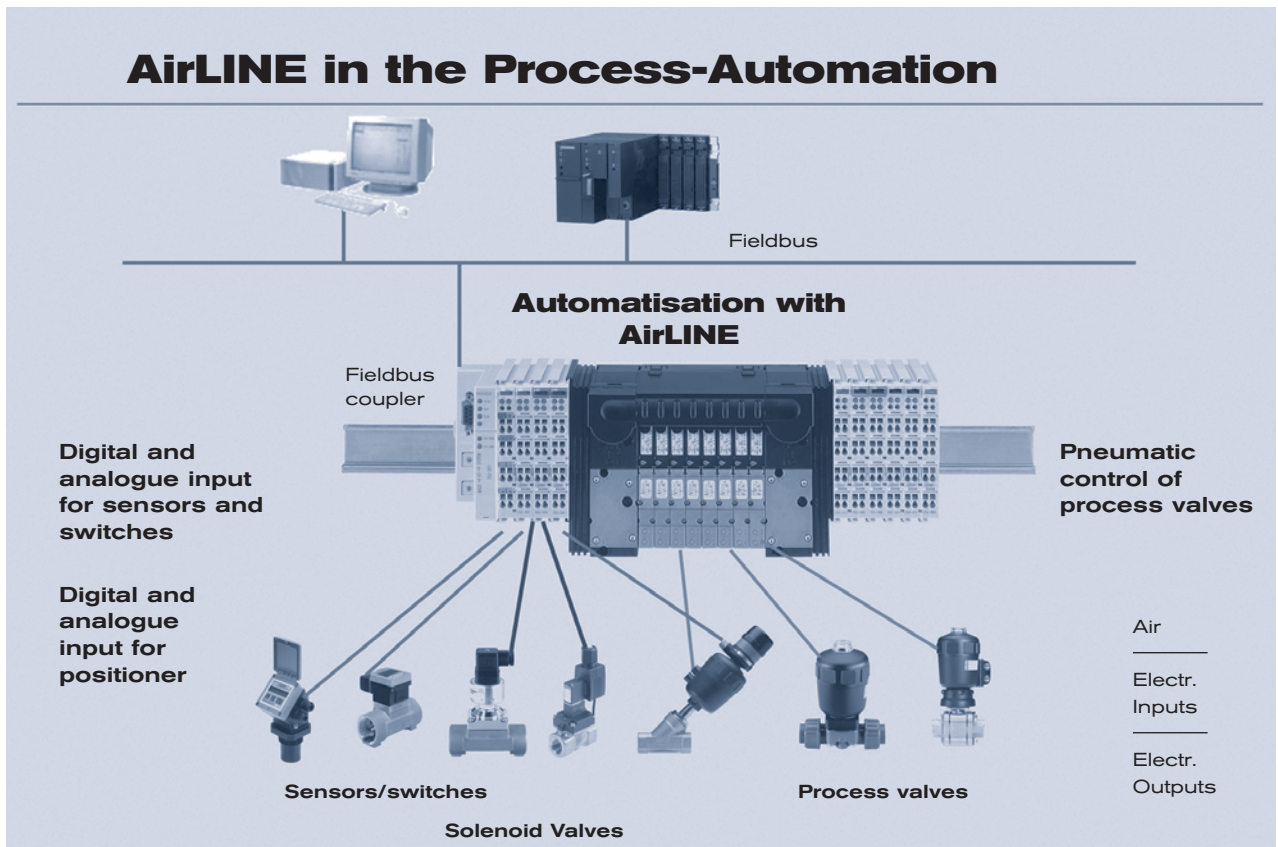 AirLINE in the Process-Automation
Fieldbus
Automatisation with
AirLINE
Fieldbus
coupler
Digital and
analogue input
for sensors and
switches
Pneumatic
control of
process valves
Digital and
analogue
input for
positioner
Air
Electr.
Inputs
Electr.
Outputs
Sensors/switches
Process valves
Solenoid Valves